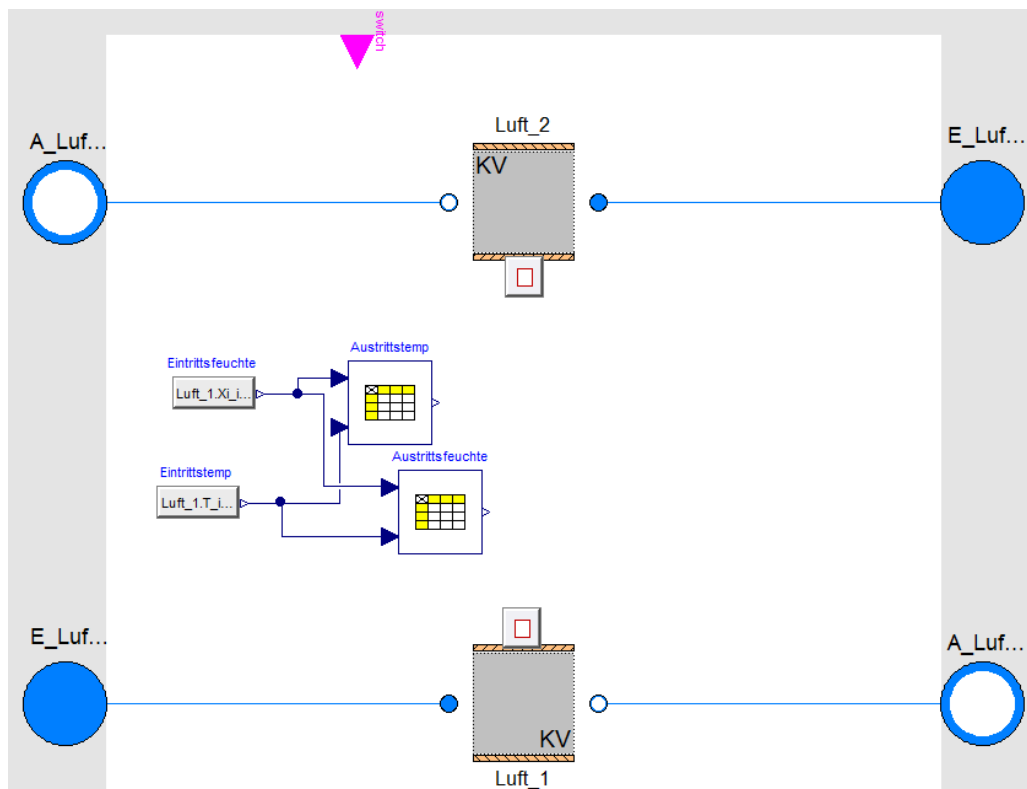 switch
Luft_2
A_Luf...
E_Luf...
KV
Austrittstemp
Eintrittsfeuchte
Luft_1.Xi_i...
Austrittsfeuchte
Eintrittstemp
Luft_1.T_i...
E_Luf...
A_Luf...
KV
Luft_1